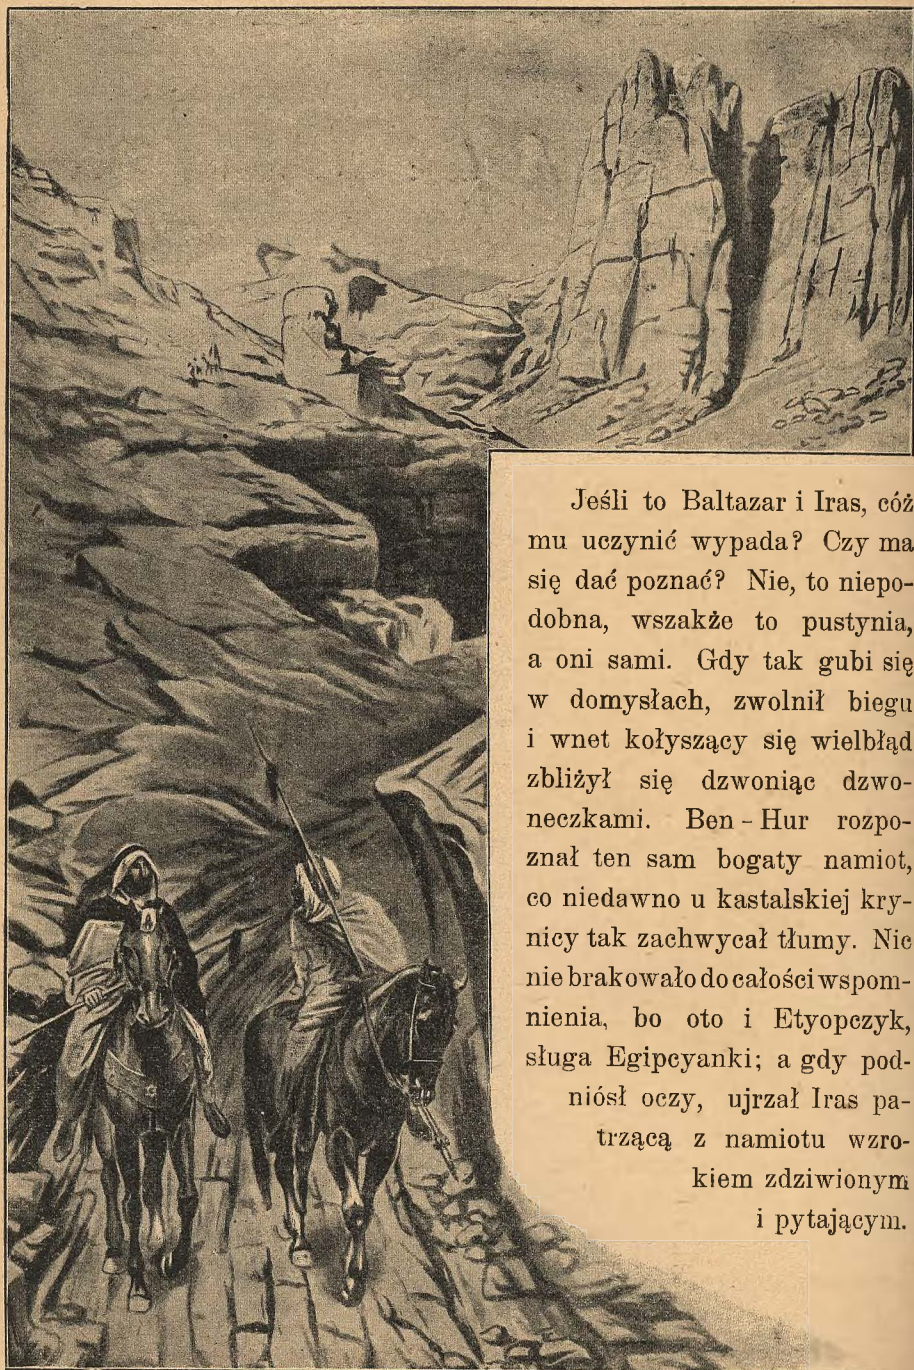 Jeśli to Baltazar i Iras, cóż
mu uczynić wypada? Czy ma
się dać poznać? Nie, to niepo-
dobna, wszakże to pustynia,
a oni sami. Gdy tak gubi się
w domysłach, zwolnił biegu
i wnet kołyszący się wielbłąd
zbliżył się dzwoniąc dzwo-
neczkami. Ben-Hur rozpo-
znał ten sam bogaty namiot,
co niedawno u kastalskiej kry-
nicy tak zachwycał tłumy. Nic
nie brakowało do całości wspom-
nienia, bo oto i Etyopczyk,
sługa Egipcyanki; a gdy pod-
niósł oczy, ujrzał Iras pa-
trzącą z namiotu wzro-
kiem zdziwionym
i pytającym.